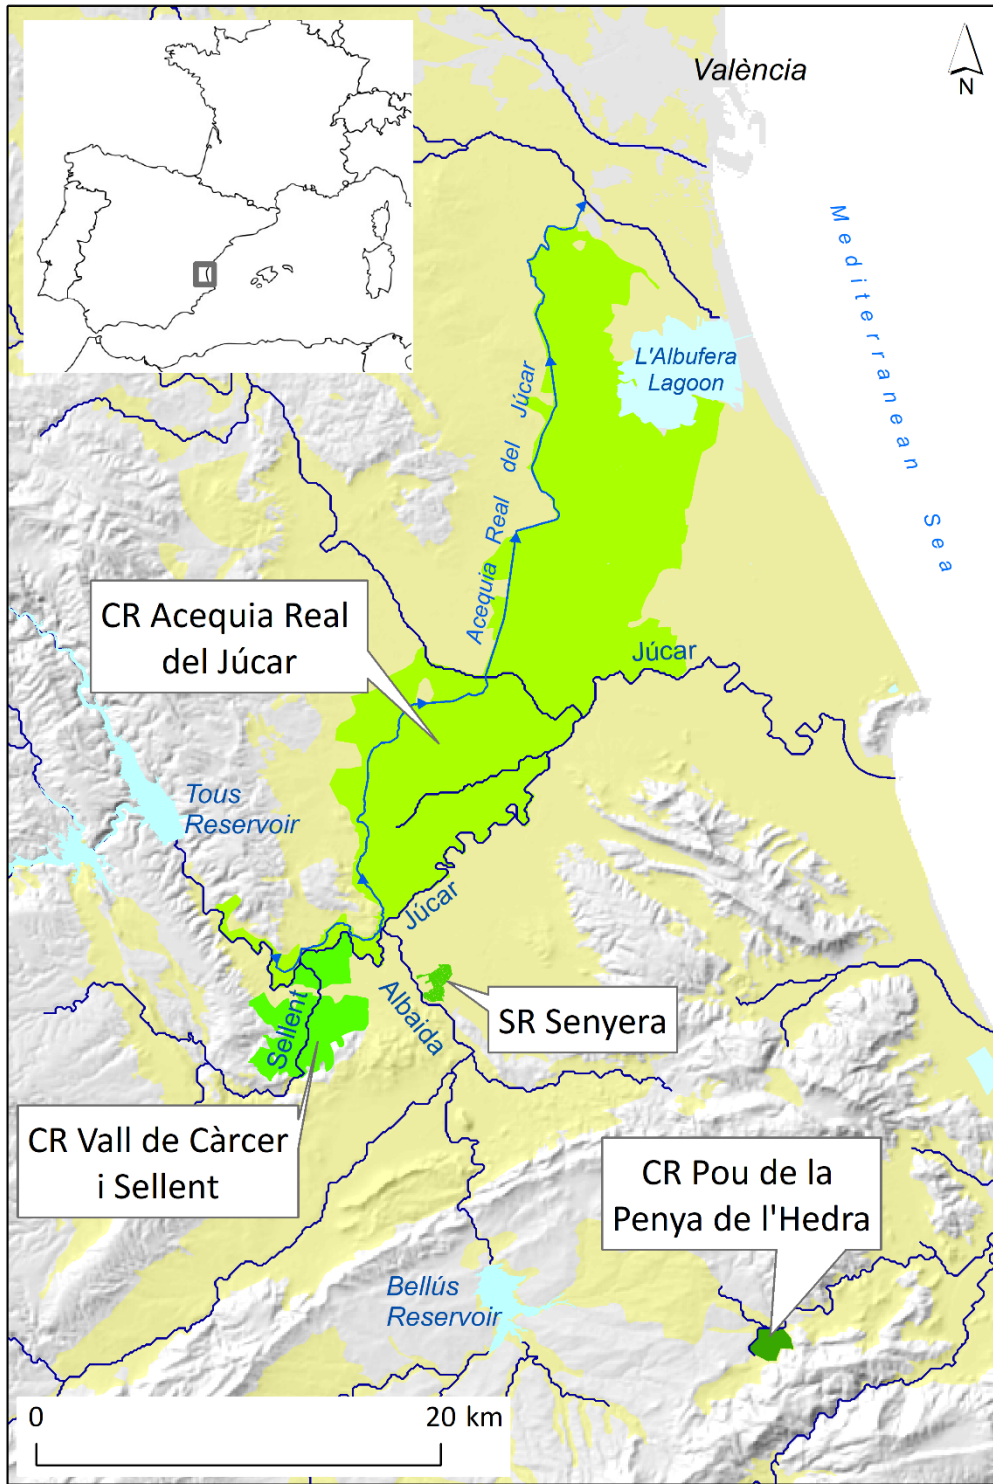 València
N
Mediterranean Sea
L'Albufera
Lagoon
Acequia Real del Júcar
CR Acequia Real
del Júcar
Júcar
Tous
Reservoir
Júcar
Sellent
Albaida
SR Senyera
CR Vall de Càrcer
i Sellent
CR Pou de la
Penya de l'Hedra
Bellús
Reservoir
0 20 km